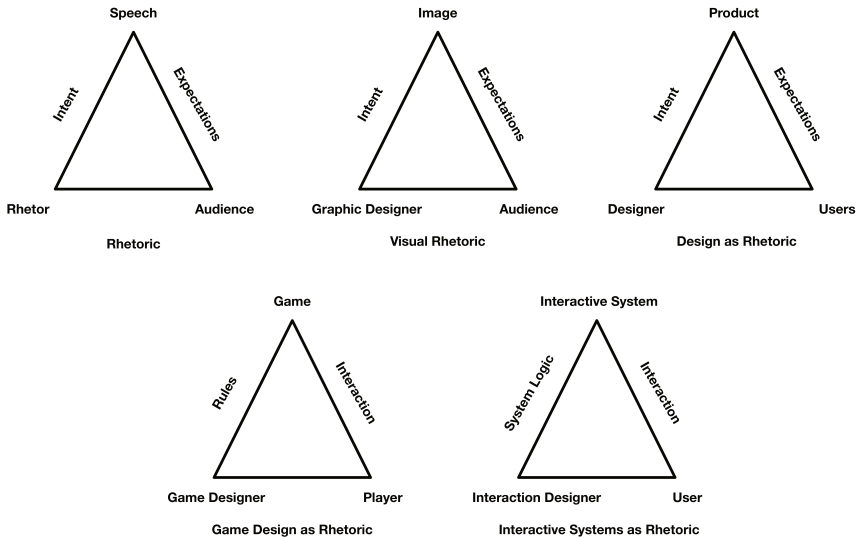 Speech
Image
Product
Intent
Expectations
Intent
Expectations
Intent
Expectations
Rhetor
Audience
Graphic Designer
Audience
Designer
Users
Rhetoric
Visual Rhetoric
Design as Rhetoric
Game
Interactive System
Rules
Interaction
System Logic
Interaction
Game Designer
Player
Interaction Designer
User
Game Design as Rhetoric
Interactive Systems as Rhetoric